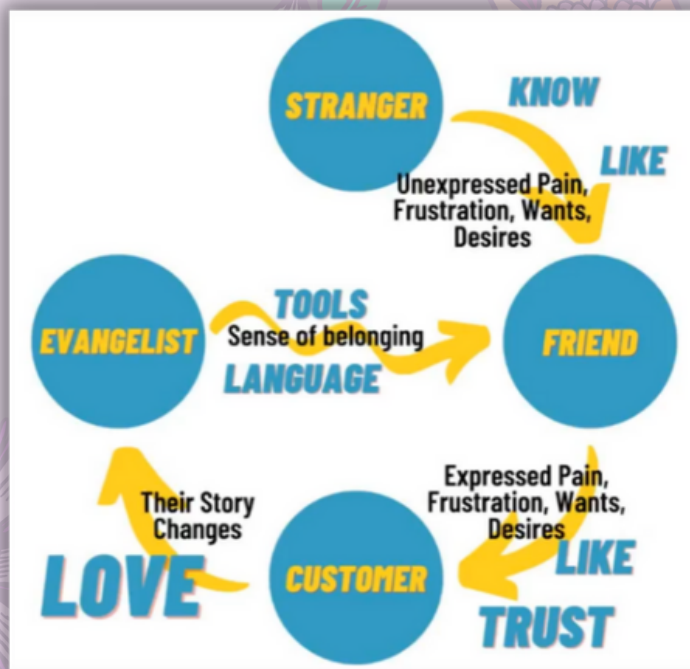 STRANGER
KNOW
LIKE
Unexpressed Pain,
Frustration, Wants,
Desires
EVANGELIST
TOOLS
Sense of belonging
LANGUAGE
FRIEND
Expressed Pain,
Frustration, Wants,
Desires
LIKE
TRUST
CUSTOMER
Their Story
Changes
LOVE